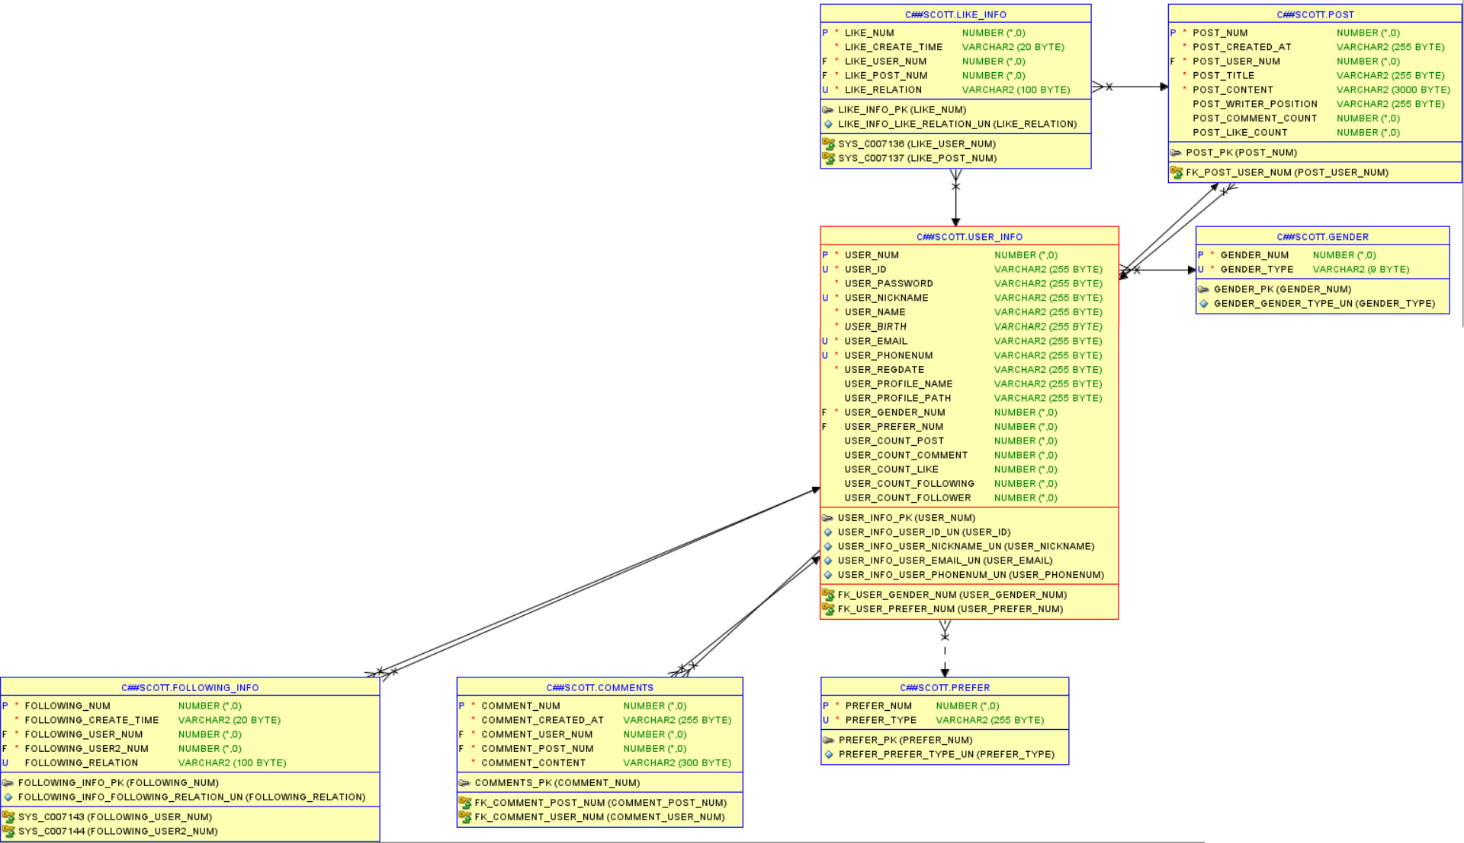 C##SCOTT.LIKE_INFO
P * LIKE_NUM NUMBER (*,0)
* LIKE_CREATE_TIME VARCHAR2 (20 BYTE)
F * LIKE_USER_NUM NUMBER (*,0)
F * LIKE_POST_NUM NUMBER (*,0)
U * LIKE_RELATION VARCHAR2 (100 BYTE)
LIKE_INFO_PK (LIKE_NUM)
LIKE_INFO_LIKE_RELATION_UN (LIKE_RELATION)
SYS_C007136 (LIKE_USER_NUM)
SYS_C007137 (LIKE_POST_NUM)
C##SCOTT.POST
P * POST_NUM NUMBER (*,0)
* POST_CREATED_AT VARCHAR2 (255 BYTE)
F * POST_USER_NUM NUMBER (*,0)
* POST_TITLE VARCHAR2 (255 BYTE)
* POST_CONTENT VARCHAR2 (3000 BYTE)
POST_WRITER_POSITION VARCHAR2 (255 BYTE)
POST_COMMENT_COUNT NUMBER (*,0)
POST_LIKE_COUNT NUMBER (*,0)
POST_PK (POST_NUM)
FK_POST_USER_NUM (POST_USER_NUM)
C##SCOTT.USER_INFO
P * USER_NUM NUMBER (*,0)
U * USER_ID VARCHAR2 (255 BYTE)
* USER_PASSWORD VARCHAR2 (255 BYTE)
U * USER_NICKNAME VARCHAR2 (255 BYTE)
* USER_NAME VARCHAR2 (255 BYTE)
* USER_BIRTH VARCHAR2 (255 BYTE)
U * USER_EMAIL VARCHAR2 (255 BYTE)
U * USER_PHONENUM VARCHAR2 (255 BYTE)
* USER_REGDATE VARCHAR2 (255 BYTE)
USER_PROFILE_NAME VARCHAR2 (255 BYTE)
USER_PROFILE_PATH VARCHAR2 (255 BYTE)
F * USER_GENDER_NUM NUMBER (*,0)
F USER_PREFER_NUM NUMBER (*,0)
USER_COUNT_POST NUMBER (*,0)
USER_COUNT_COMMENT NUMBER (*,0)
USER_COUNT_LIKE NUMBER (*,0)
USER_COUNT_FOLLOWING NUMBER (*,0)
USER_COUNT_FOLLOWER NUMBER (*,0)
USER_INFO_PK (USER_NUM)
USER_INFO_USER_ID_UN (USER_ID)
USER_INFO_USER_NICKNAME_UN (USER_NICKNAME)
USER_INFO_USER_EMAIL_UN (USER_EMAIL)
USER_INFO_USER_PHONENUM_UN (USER_PHONENUM)
FK_USER_GENDER_NUM (USER_GENDER_NUM)
FK_USER_PREFER_NUM (USER_PREFER_NUM)
C##SCOTT.GENDER
P * GENDER_NUM NUMBER (*,0)
U * GENDER_TYPE VARCHAR2 (9 BYTE)
GENDER_PK (GENDER_NUM)
GENDER_GENDER_TYPE_UN (GENDER_TYPE)
C##SCOTT.FOLLOWING_INFO
P * FOLLOWING_NUM NUMBER (*,0)
* FOLLOWING_CREATE_TIME VARCHAR2 (20 BYTE)
F * FOLLOWING_USER_NUM NUMBER (*,0)
F * FOLLOWING_USER2_NUM NUMBER (*,0)
U FOLLOWING_RELATION VARCHAR2 (100 BYTE)
FOLLOWING_INFO_PK (FOLLOWING_NUM)
FOLLOWING_INFO_FOLLOWING_RELATION_UN (FOLLOWING_RELATION)
SYS_C007143 (FOLLOWING_USER_NUM)
SYS_C007144 (FOLLOWING_USER2_NUM)
C##SCOTT.COMMENTS
P * COMMENT_NUM NUMBER (*,0)
* COMMENT_CREATED_AT VARCHAR2 (255 BYTE)
F * COMMENT_USER_NUM NUMBER (*,0)
F * COMMENT_POST_NUM NUMBER (*,0)
* COMMENT_CONTENT VARCHAR2 (300 BYTE)
COMMENTS_PK (COMMENT_NUM)
FK_COMMENT_POST_NUM (COMMENT_POST_NUM)
FK_COMMENT_USER_NUM (COMMENT_USER_NUM)
C##SCOTT.PREFER
P * PREFER_NUM NUMBER (*,0)
U * PREFER_TYPE VARCHAR2 (255 BYTE)
PREFER_PK (PREFER_NUM)
PREFER_PREFER_TYPE_UN (PREFER_TYPE)